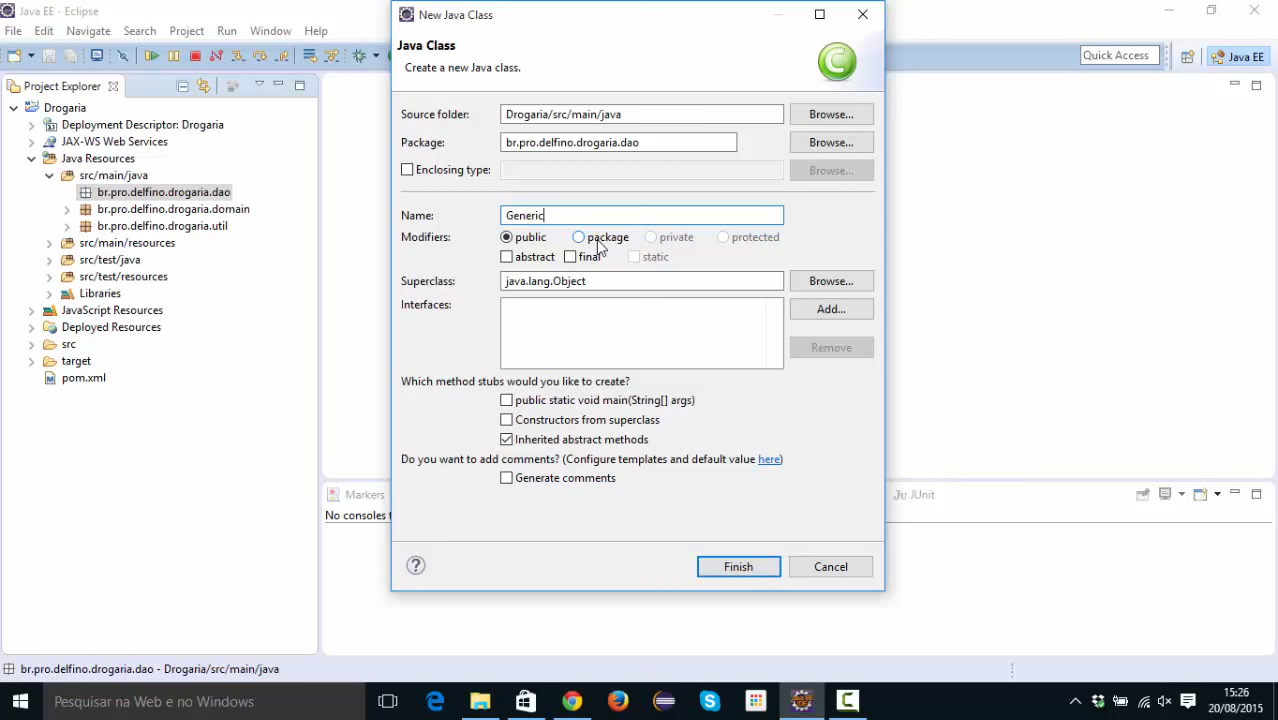 Java EE - Eclipse
File Edit Navigate Search Project Run Window Help
Quick Access
Java EE
Project Explorer
Drogaria
Deployment Descriptor: Drogaria
JAX-WS Web Services
Java Resources
src/main/java
br.pro.delfino.drogaria.dao
br.pro.delfino.drogaria.domain
br.pro.delfino.drogaria.util
src/main/resources
src/test/java
src/test/resources
Libraries
JavaScript Resources
Deployed Resources
src
target
pom.xml
New Java Class
Java Class
Create a new Java class.
Source folder: Drogaria/src/main/java Browse...
Package: br.pro.delfino.drogaria.dao Browse...
Enclosing type: Browse...
Name: Generic
Modifiers: public package private protected
abstract final static
Superclass: java.lang.Object Browse...
Interfaces: Add...
Remove
Which method stubs would you like to create?
public static void main(String[] args)
Constructors from superclass
Inherited abstract methods
Do you want to add comments? (Configure templates and default value here)
Generate comments
Finish Cancel
Markers
Ju JUnit
No consoles
br.pro.delfino.drogaria.dao - Drogaria/src/main/java
Pesquisar na Web e no Windows
15:26
20/08/2015